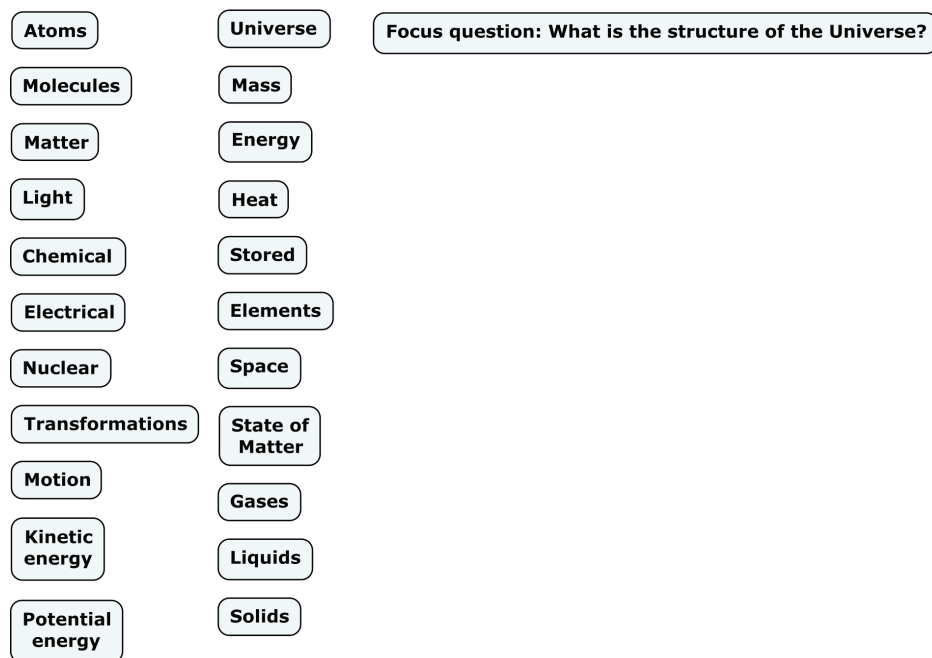 Atoms
Molecules
Matter
Light
Chemical
Electrical
Nuclear
Transformations
Motion
Kinetic
energy
Potential
energy
Universe
Mass
Energy
Heat
Stored
Elements
Space
State of
Matter
Gases
Liquids
Solids
Focus question: What is the structure of the Universe?